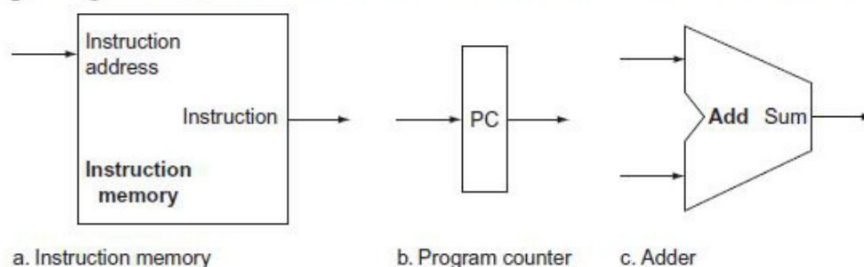 Instruction
address
Instruction
Instruction
memory
PC
Add Sum
a. Instruction memory
b. Program counter
c. Adder